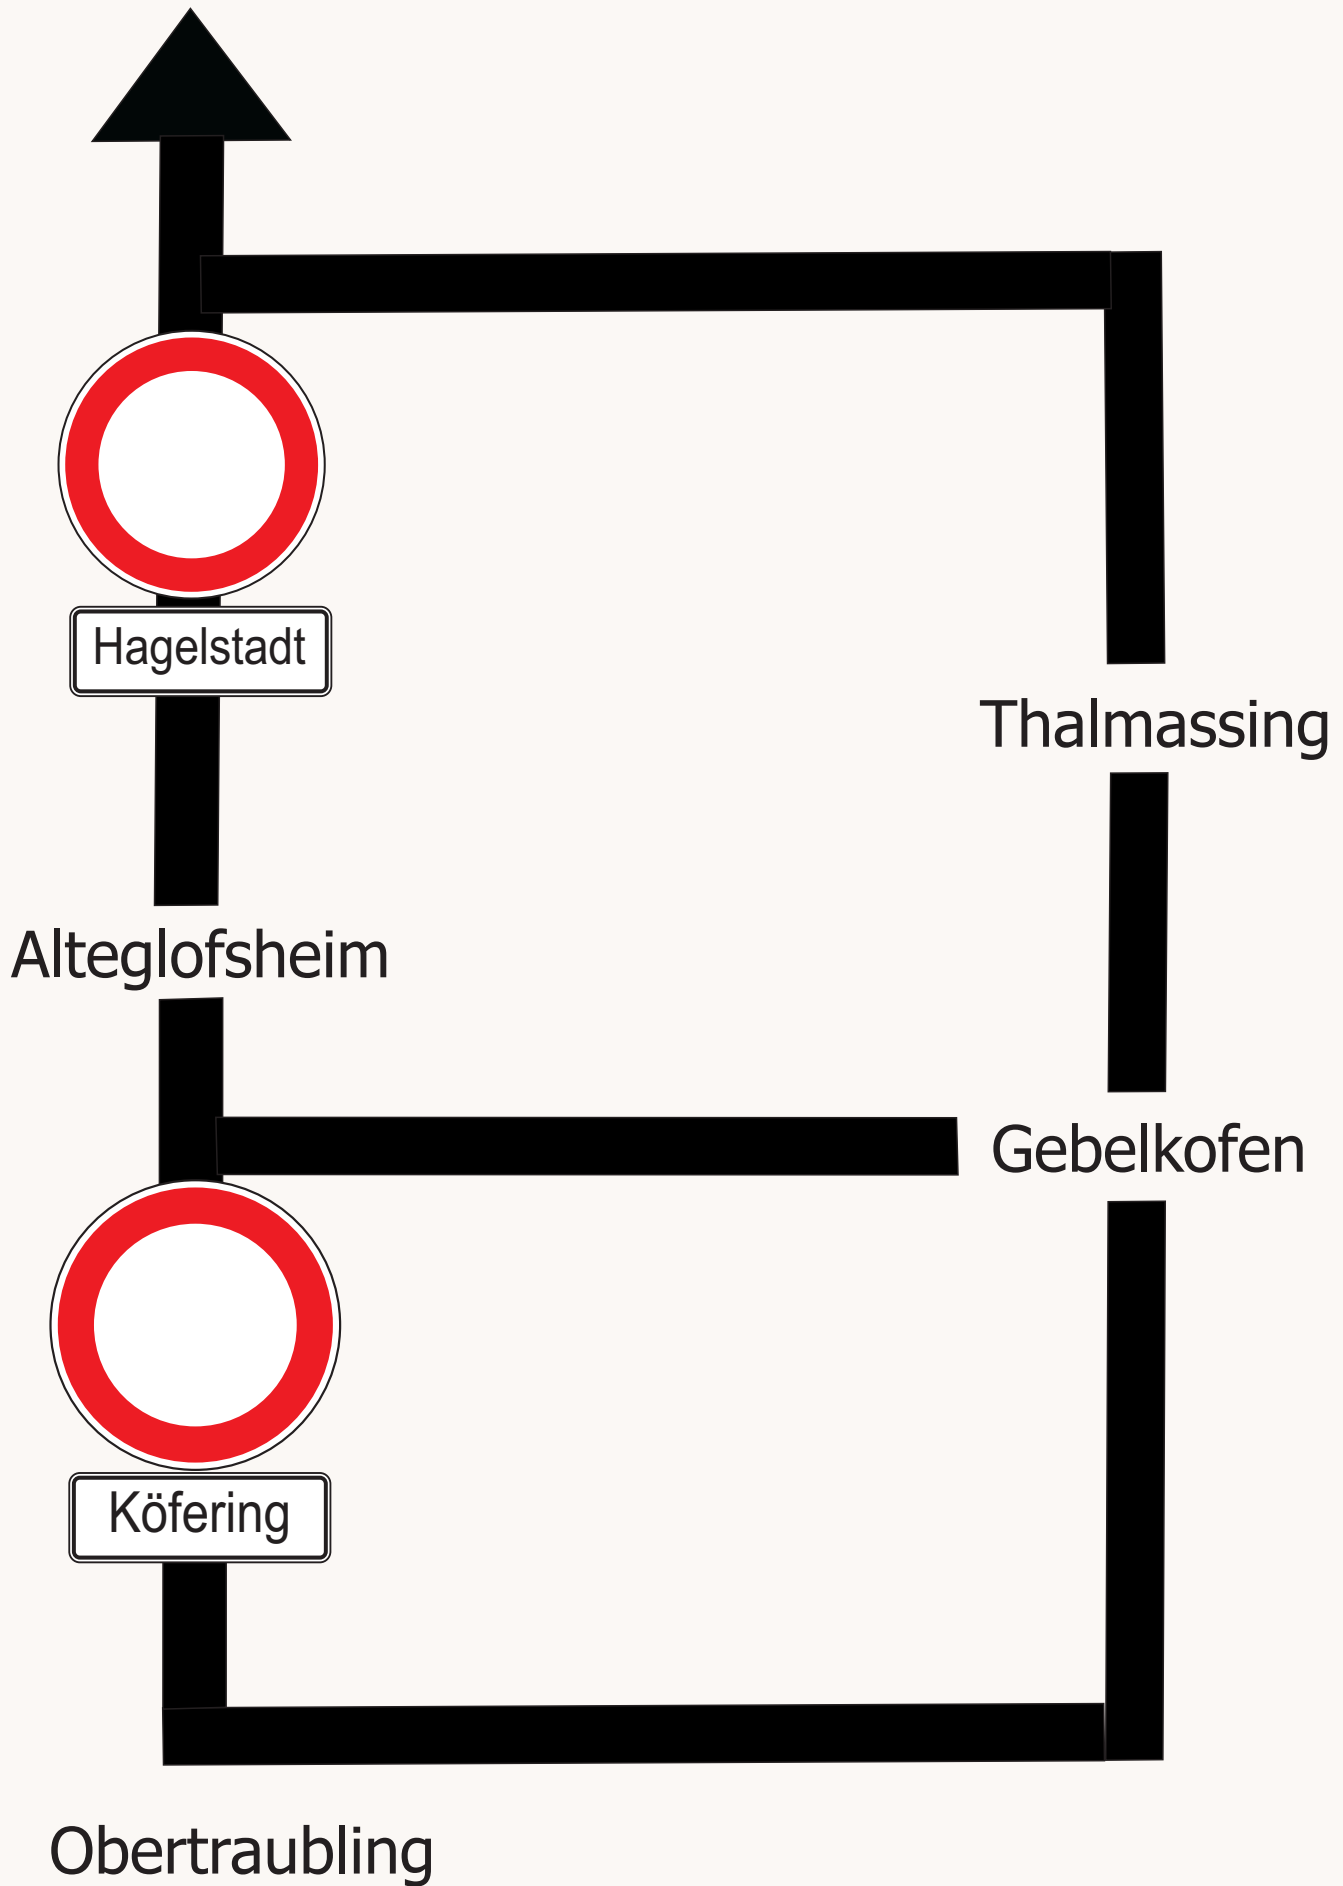 Hagelstadt
Thalmassing
Alteglofsheim
Gebelkofen
Köfering
Obertraubling